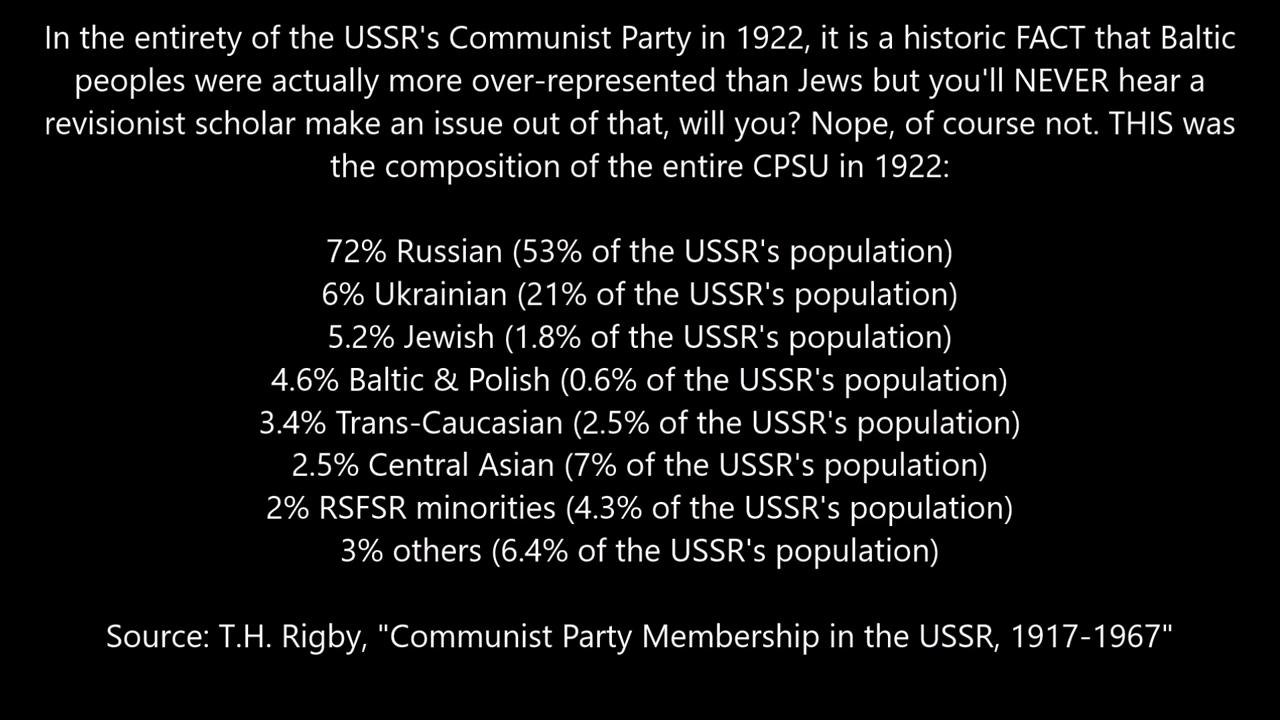 In the entirety of the USSR's Communist Party in 1922, it is a historic FACT that Baltic
peoples were actually more over-represented than Jews but you'll NEVER hear a
revisionist scholar make an issue out of that, will you? Nope, of course not. THIS was
the composition of the entire CPSU in 1922:
72% Russian (53% of the USSR's population)
6% Ukrainian (21% of the USSR's population)
5.2% Jewish (1.8% of the USSR's population)
4.6% Baltic & Polish (0.6% of the USSR's population)
3.4% Trans-Caucasian (2.5% of the USSR's population)
2.5% Central Asian (7% of the USSR's population)
2% RSFSR minorities (4.3% of the USSR's population)
3% others (6.4% of the USSR's population)
Source: T.H. Rigby, "Communist Party Membership in the USSR, 1917-1967"